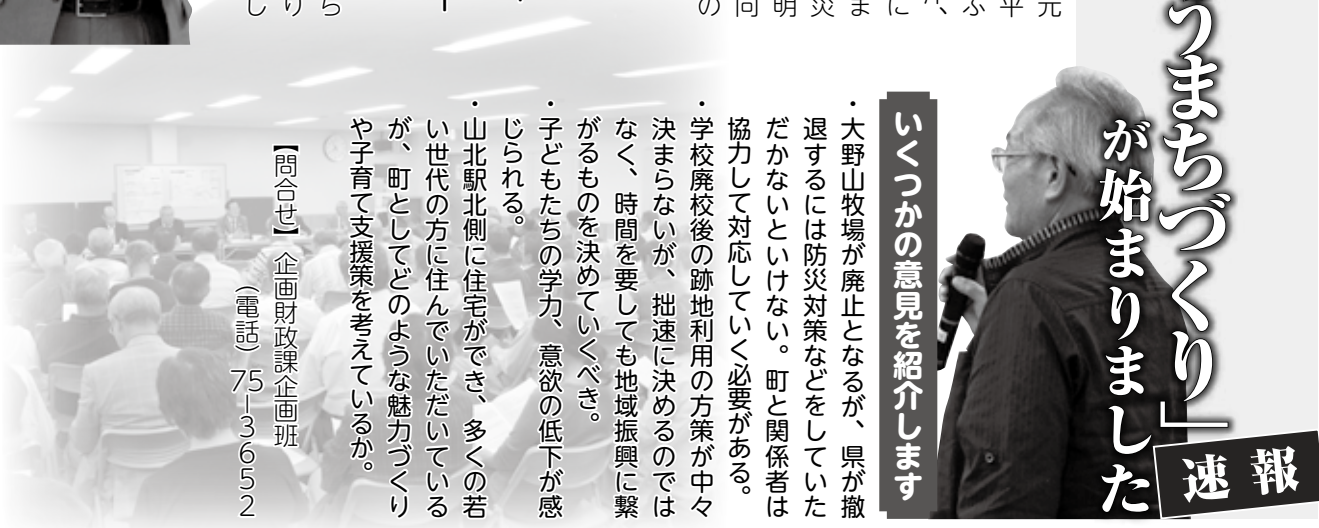 うまちづくり」
が始まりました
速報
いくつかの意見を紹介します
・大野山牧場が廃止となるが、県が撤
退するには防災対策などをしていた
だかないといけない。町と関係者は
協力して対応していく必要がある。
・学校廃校後の跡地利用の方策が中々
決まらないが、拙速に決めるのでは
なく、時間を要しても地域振興に繋
がるものを決めていくべき。
・子どもたちの学力、意欲の低下が感
じられる。
・山北駅北側に住宅ができ、多くの若
い世代の方に住んでいただいている
が、町としてどのような魅力づくり
や子育て支援策を考えているか。
【問合せ】企画財政課企画班
（電話）75―3652